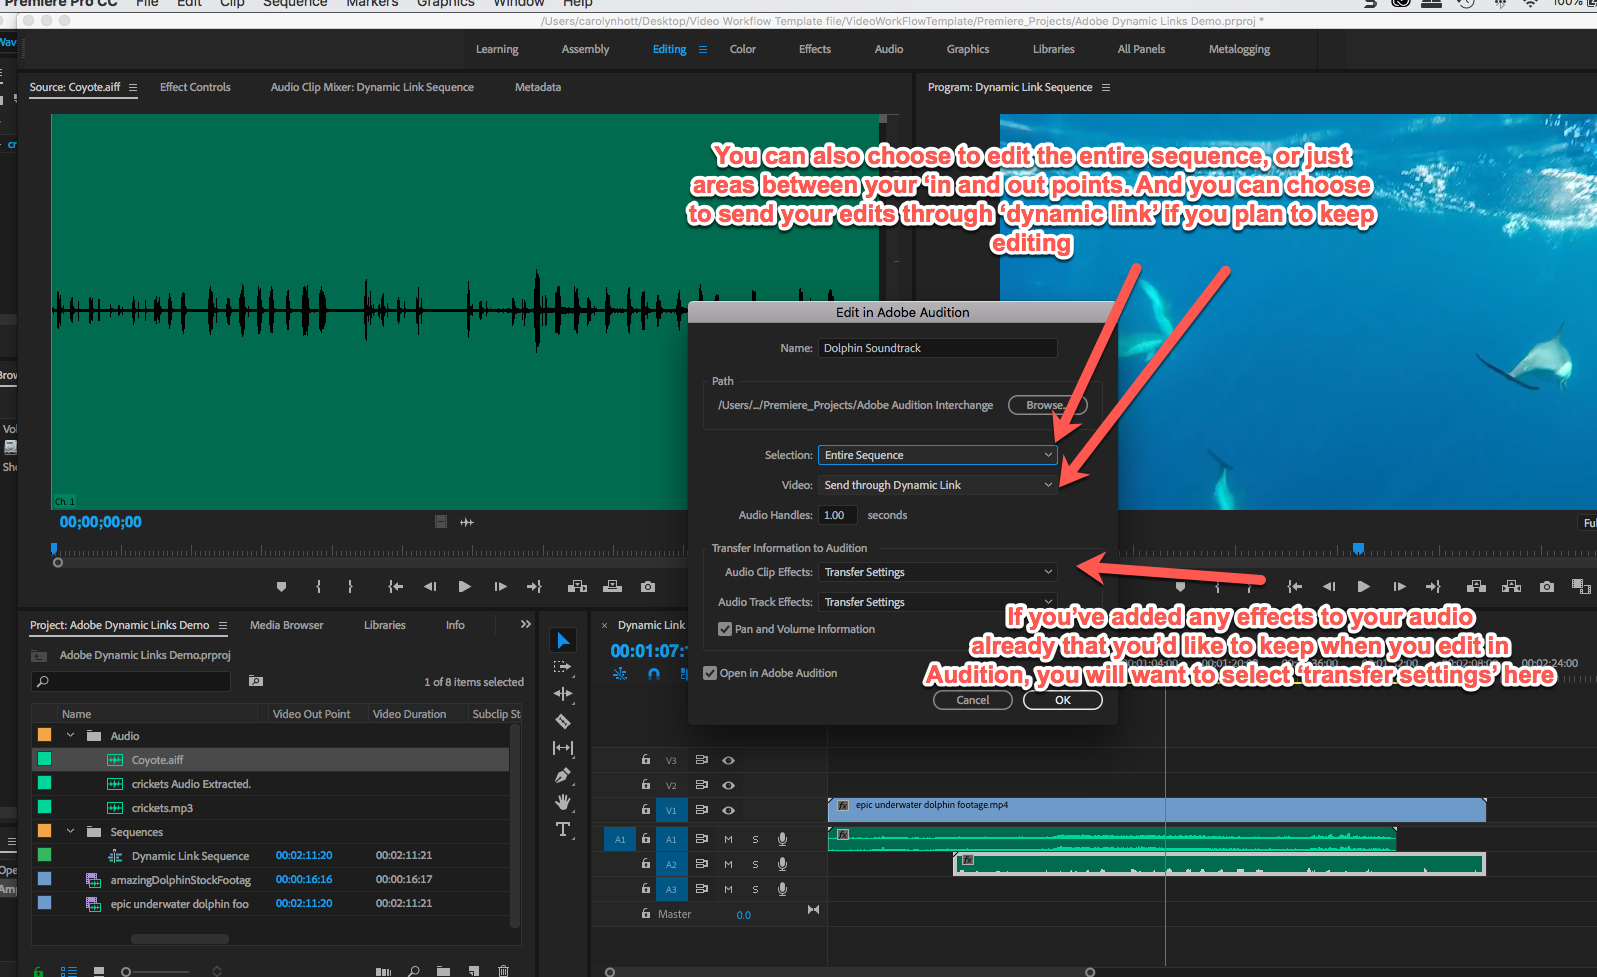 Premiere Pro CC File Edit Clip Sequence Markers Graphics Window Help 100%
/Users/carolynhott/Desktop/Video Workflow Template file/VideoWorkFlowTemplate/Premiere_Projects/Adobe Dynamic Links Demo.prproj *
Learning Assembly Editing Color Effects Audio Graphics Libraries All Panels Metalogging
Source: Coyote.aiff Effect Controls Audio Clip Mixer: Dynamic Link Sequence Metadata
Program: Dynamic Link Sequence
You can also choose to edit the entire sequence, or just
areas between your ‘in and out points. And you can choose
to send your edits through ‘dynamic link’ if you plan to keep
editing
Edit in Adobe Audition
Name: Dolphin Soundtrack
Path
/Users/.../Premiere_Projects/Adobe Audition Interchange Browse...
Selection: Entire Sequence
Video: Send through Dynamic Link
Audio Handles: 1.00 seconds
Transfer Information to Audition
Audio Clip Effects: Transfer Settings
Audio Track Effects: Transfer Settings
Pan and Volume Information
Open in Adobe Audition
Cancel OK
If you’ve added any effects to your audio
already that you’d like to keep when you edit in
Audition, you will want to select ‘transfer settings’ here
Ch. 1
00;00;00;00
Project: Adobe Dynamic Links Demo Media Browser Libraries Info
Adobe Dynamic Links Demo.prproj
1 of 8 items selected
Name Video Out Point Video Duration Subclip St
Audio
Coyote.aiff
crickets Audio Extracted.
crickets.mp3
Sequences
Dynamic Link Sequence 00:02:11:20 00:02:11:21
amazingDolphinStockFootag 00:00:16:16 00:00:16:17
epic underwater dolphin foo 00:02:11:20 00:02:11:21
× Dynamic Link
00:01:07:1
00:02:24:00
V3
V2
V1 fx epic underwater dolphin footage.mp4
A1 A1 M S fx
A2 M S fx
A3 M S
Master 0.0